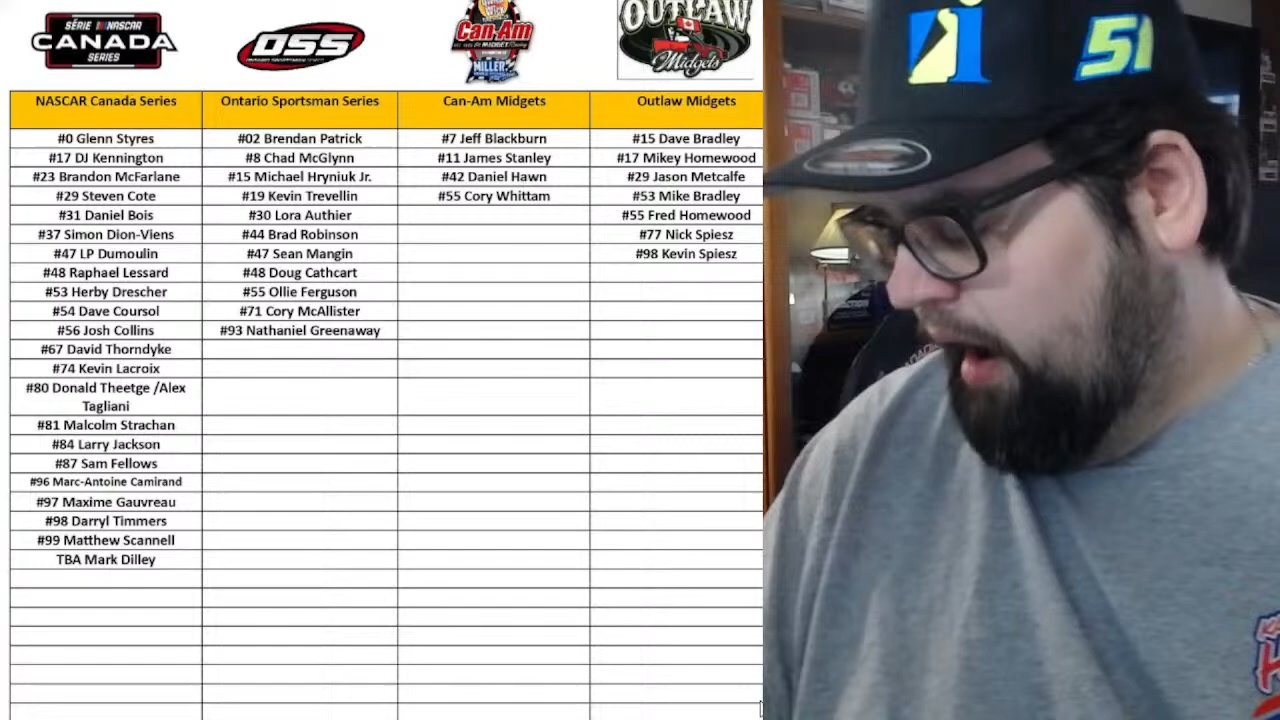 SÉRIE NASCAR
CANADA
SERIES
OSS
Can-Am
MIDGET
MILLER
OUTLAW
Midgets
NASCAR Canada Series
#0 Glenn Styres
#17 DJ Kennington
#23 Brandon McFarlane
#29 Steven Cote
#31 Daniel Bois
#37 Simon Dion-Viens
#47 LP Dumoulin
#48 Raphael Lessard
#53 Herby Drescher
#54 Dave Coursol
#56 Josh Collins
#67 David Thorndyke
#74 Kevin Lacroix
#80 Donald Theetge /Alex
Tagliani
#81 Malcolm Strachan
#84 Larry Jackson
#87 Sam Fellows
#96 Marc-Antoine Camirand
#97 Maxime Gauvreau
#98 Darryl Timmers
#99 Matthew Scannell
TBA Mark Dilley
Ontario Sportsman Series
#02 Brendan Patrick
#8 Chad McGlynn
#15 Michael Hryniuk Jr.
#19 Kevin Trevellin
#30 Lora Authier
#44 Brad Robinson
#47 Sean Mangin
#48 Doug Cathcart
#55 Ollie Ferguson
#71 Cory McAllister
#93 Nathaniel Greenaway
Can-Am Midgets
#7 Jeff Blackburn
#11 James Stanley
#42 Daniel Hawn
#55 Cory Whittam
Outlaw Midgets
#15 Dave Bradley
#17 Mikey Homewood
#29 Jason Metcalfe
#53 Mike Bradley
#55 Fred Homewood
#77 Nick Spiesz
#98 Kevin Spiesz
i
51